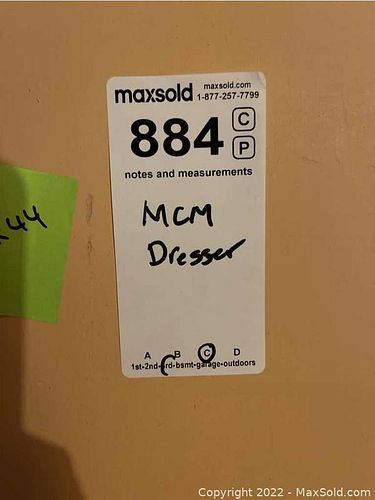 maxsold maxsold.com
1-877-257-7799
884 C
P
notes and measurements
44
MCM
Dresser
A B C D
1st-2nd-3rd-bsmt-garage-outdoors
Copyright 2022 - MaxSold.com